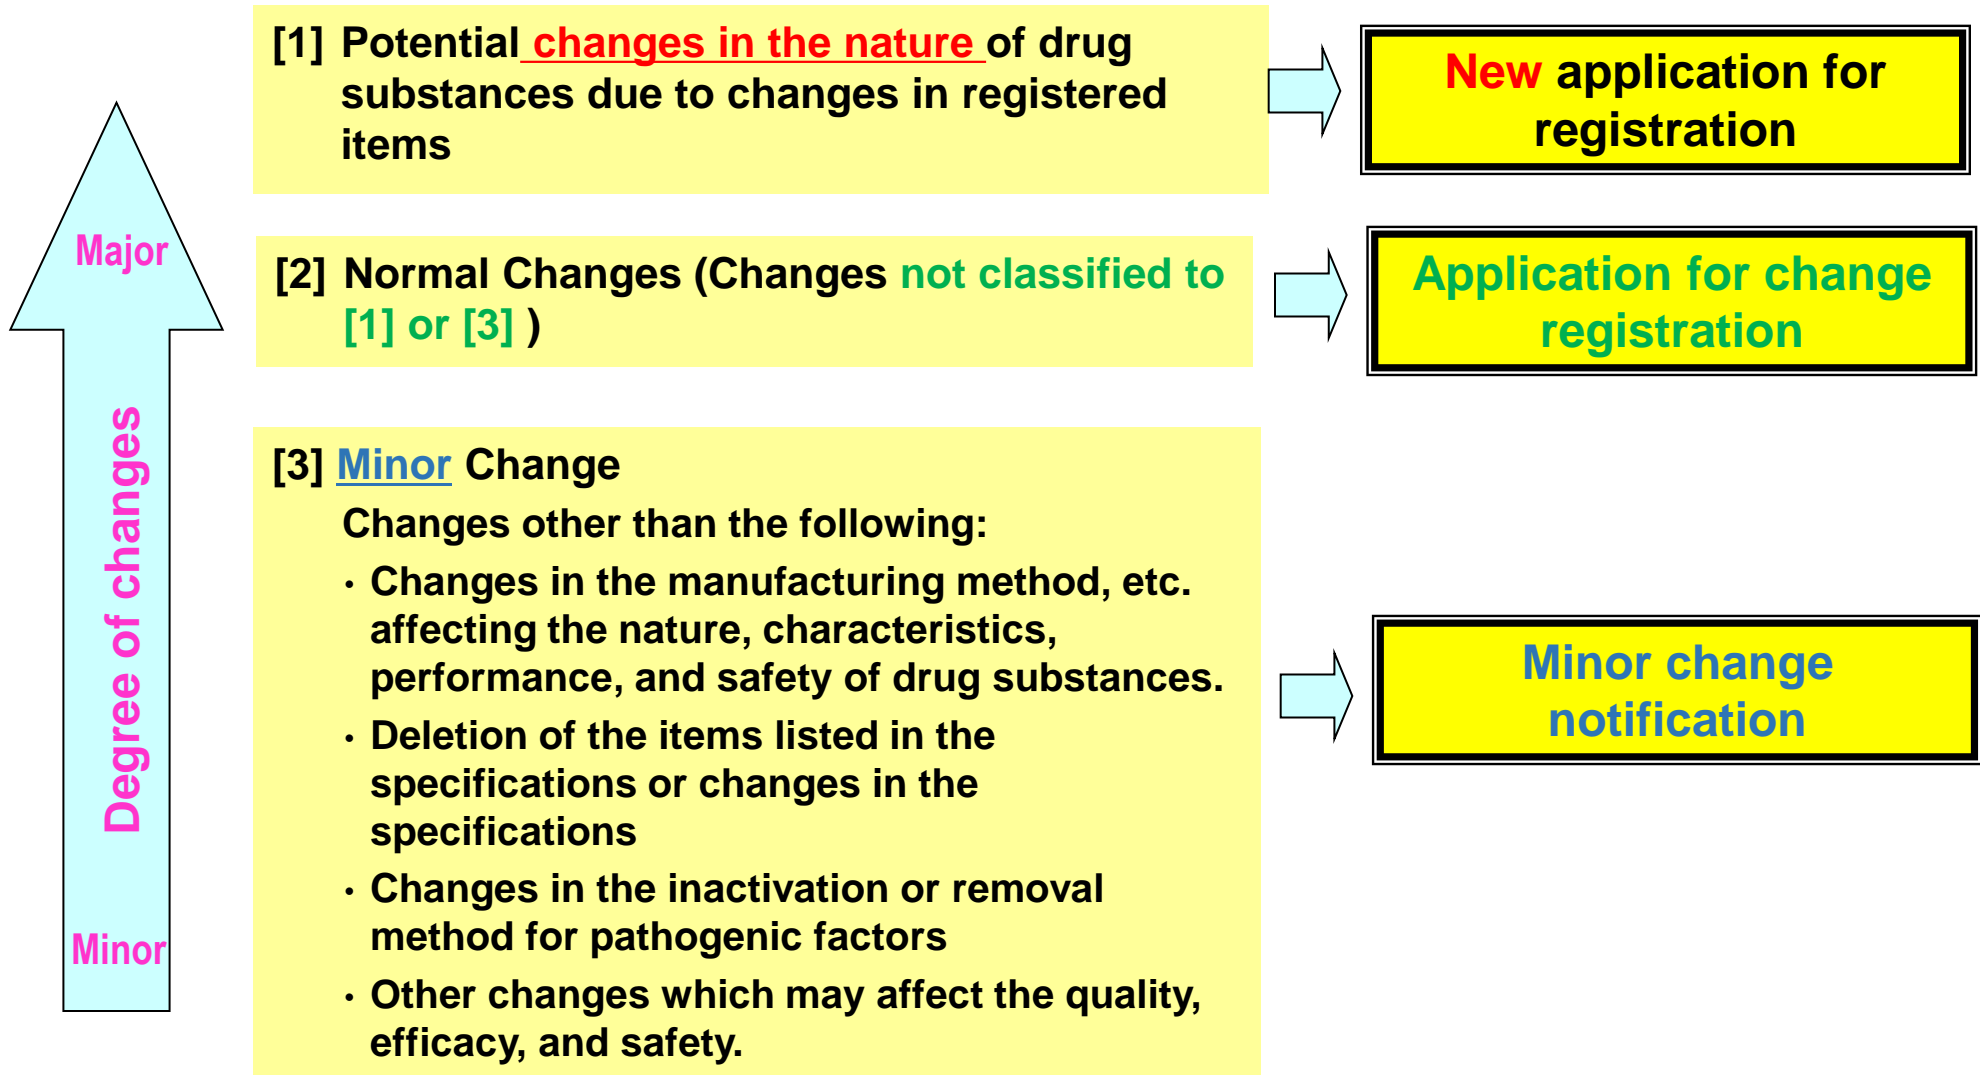 [1] Potential changes in the nature of drug
substances due to changes in registered
items
New application for
registration
Major
[2] Normal Changes (Changes not classified to
[1] or [3] )
Application for change
registration
Degree of changes
[3] Minor Change
Changes other than the following:
・Changes in the manufacturing method, etc.
affecting the nature, characteristics,
performance, and safety of drug substances.
・Deletion of the items listed in the
specifications or changes in the
specifications
・Changes in the inactivation or removal
method for pathogenic factors
・Other changes which may affect the quality,
efficacy, and safety.
Minor change
notification
Minor